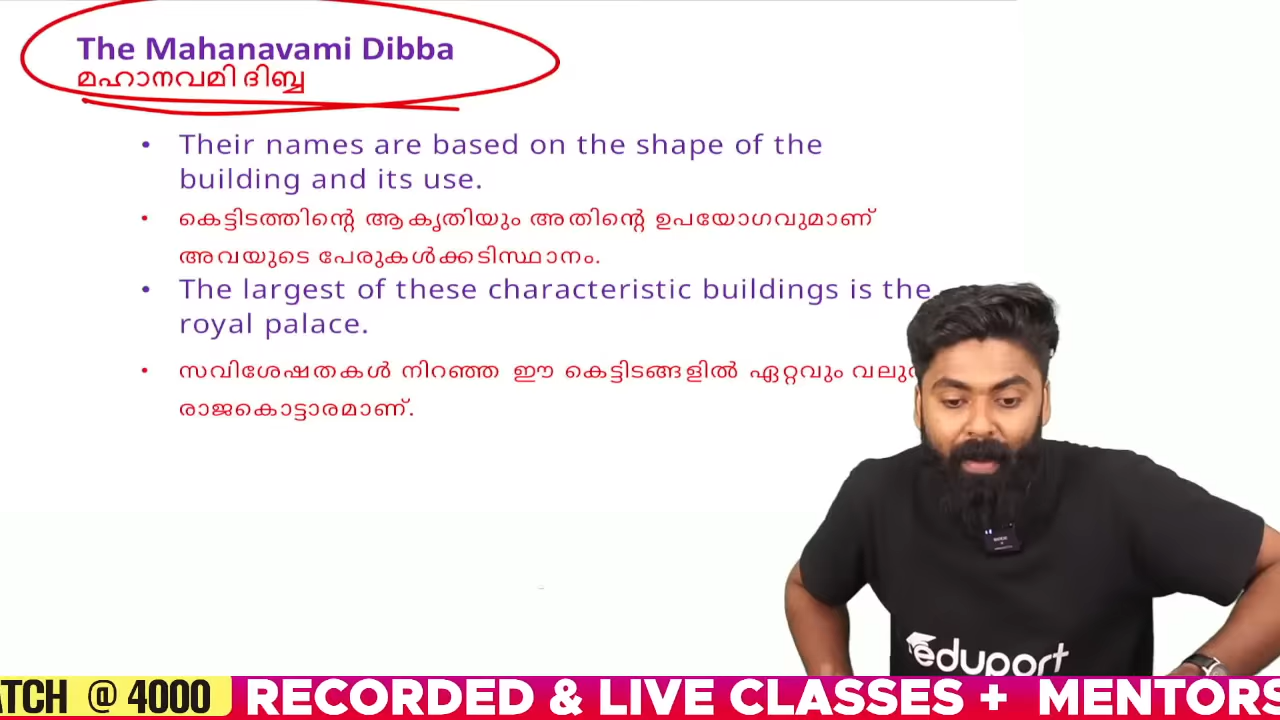 The Mahanavami Dibba
മഹാനവമി ദിബ്ബ
• Their names are based on the shape of the
building and its use.
• കെട്ടിടത്തിന്റെ ആകൃതിയും അതിന്റെ ഉപയോഗവുമാണ്
അവയുടെ പേരുകൾക്കടിസ്ഥാനം.
• The largest of these characteristic buildings is the
royal palace.
• സവിശേഷതകൾ നിറഞ്ഞ ഈ കെട്ടിടങ്ങളിൽ ഏറ്റവും
രാജകൊട്ടാരമാണ്.
eduport
ATCH @ 4000 RECORDED & LIVE CLASSES + MENTORS